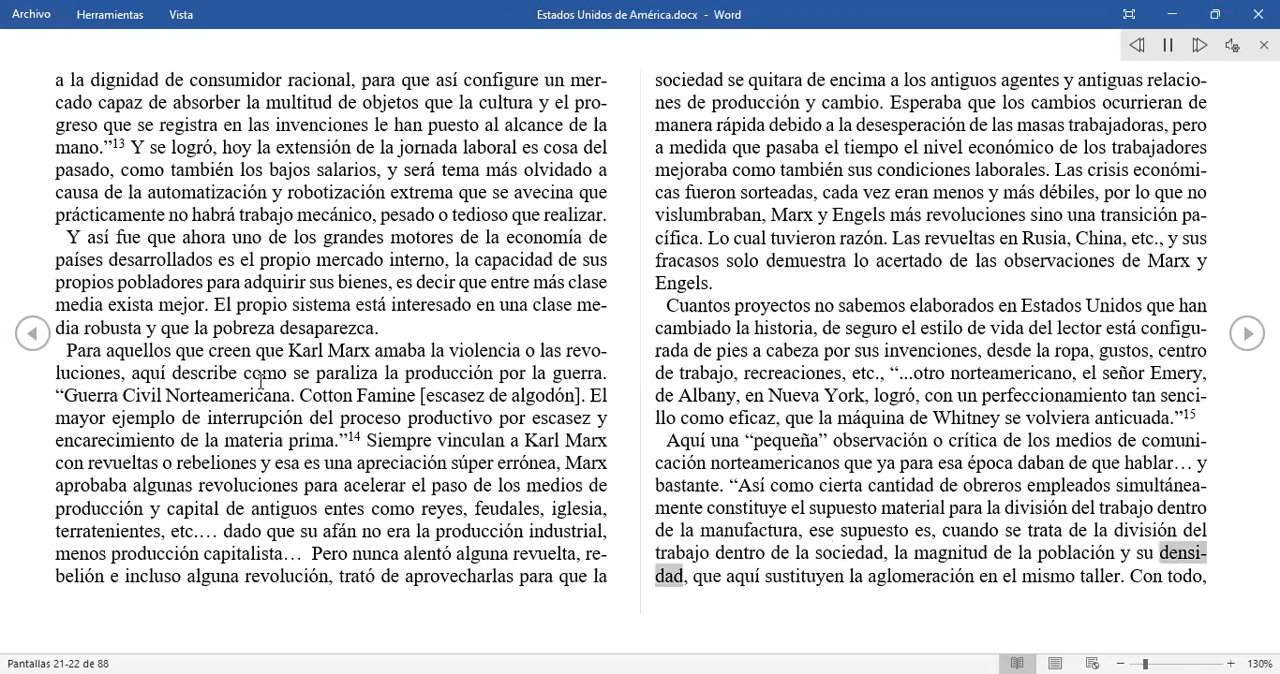 Archivo Herramientas Vista Estados Unidos de América.docx - Word
a la dignidad de consumidor racional, para que así configure un mer-
cado capaz de absorber la multitud de objetos que la cultura y el pro-
greso que se registra en las invenciones le han puesto al alcance de la
mano.”13 Y se logró, hoy la extensión de la jornada laboral es cosa del
pasado, como también los bajos salarios, y será tema más olvidado a
causa de la automatización y robotización extrema que se avecina que
prácticamente no habrá trabajo mecánico, pesado o tedioso que realizar.
Y así fue que ahora uno de los grandes motores de la economía de
países desarrollados es el propio mercado interno, la capacidad de sus
propios pobladores para adquirir sus bienes, es decir que entre más clase
media exista mejor. El propio sistema está interesado en una clase me-
dia robusta y que la pobreza desaparezca.
Para aquellos que creen que Karl Marx amaba la violencia o las revo-
luciones, aquí describe como se paraliza la producción por la guerra.
“Guerra Civil Norteamericana. Cotton Famine [escasez de algodón]. El
mayor ejemplo de interrupción del proceso productivo por escasez y
encarecimiento de la materia prima.”14 Siempre vinculan a Karl Marx
con revueltas o rebeliones y esa es una apreciación súper errónea, Marx
aprobaba algunas revoluciones para acelerar el paso de los medios de
producción y capital de antiguos entes como reyes, feudales, iglesia,
terratenientes, etc.… dado que su afán no era la producción industrial,
menos producción capitalista… Pero nunca alentó alguna revuelta, re-
belión e incluso alguna revolución, trató de aprovecharlas para que la
sociedad se quitara de encima a los antiguos agentes y antiguas relacio-
nes de producción y cambio. Esperaba que los cambios ocurrieran de
manera rápida debido a la desesperación de las masas trabajadoras, pero
a medida que pasaba el tiempo el nivel económico de los trabajadores
mejoraba como también sus condiciones laborales. Las crisis económi-
cas fueron sorteadas, cada vez eran menos y más débiles, por lo que no
vislumbraban, Marx y Engels más revoluciones sino una transición pa-
cífica. Lo cual tuvieron razón. Las revueltas en Rusia, China, etc., y sus
fracasos solo demuestra lo acertado de las observaciones de Marx y
Engels.
Cuantos proyectos no sabemos elaborados en Estados Unidos que han
cambiado la historia, de seguro el estilo de vida del lector está configu-
rada de pies a cabeza por sus invenciones, desde la ropa, gustos, centro
de trabajo, recreaciones, etc., “...otro norteamericano, el señor Emery,
de Albany, en Nueva York, logró, con un perfeccionamiento tan senci-
llo como eficaz, que la máquina de Whitney se volviera anticuada.”15
Aquí una “pequeña” observación o crítica de los medios de comuni-
cación norteamericanos que ya para esa época daban de que hablar… y
bastante. “Así como cierta cantidad de obreros empleados simultánea-
mente constituye el supuesto material para la división del trabajo dentro
de la manufactura, ese supuesto es, cuando se trata de la división del
trabajo dentro de la sociedad, la magnitud de la población y su densi-
dad, que aquí sustituyen la aglomeración en el mismo taller. Con todo,
Pantallas 21-22 de 88 130%